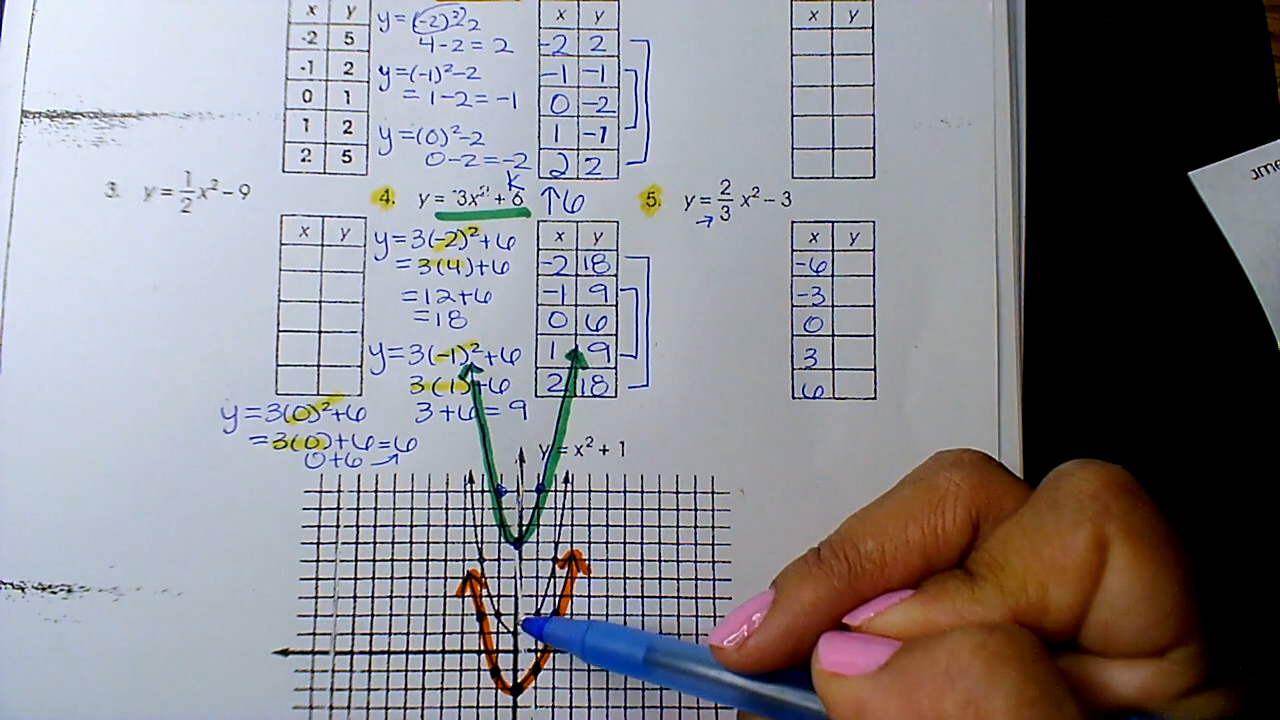 x y
-2 5
-1 2
0 1
1 2
2 5
y=(-2)²-2
4-2=2
y=(-1)²-2
=1-2=-1
y=(0)²-2
0-2=-2
x y
-2 2
-1 -1
0 -2
1 -1
2 2
x y
3. y = 1/2 x² - 9
x y
4. y = 3x² + 6
K
↑6
y=3(-2)²+6
=3(4)+6
=12+6
=18
y=3(-1)²+6
3(1)+6
3+6=9
y=3(0)²+6
=3(0)+6=6
0+6
x y
-2 18
-1 9
0 6
1 9
2 18
5. y = 2/3 x² - 3
x y
-6
-3
0
3
6
y = x² + 1